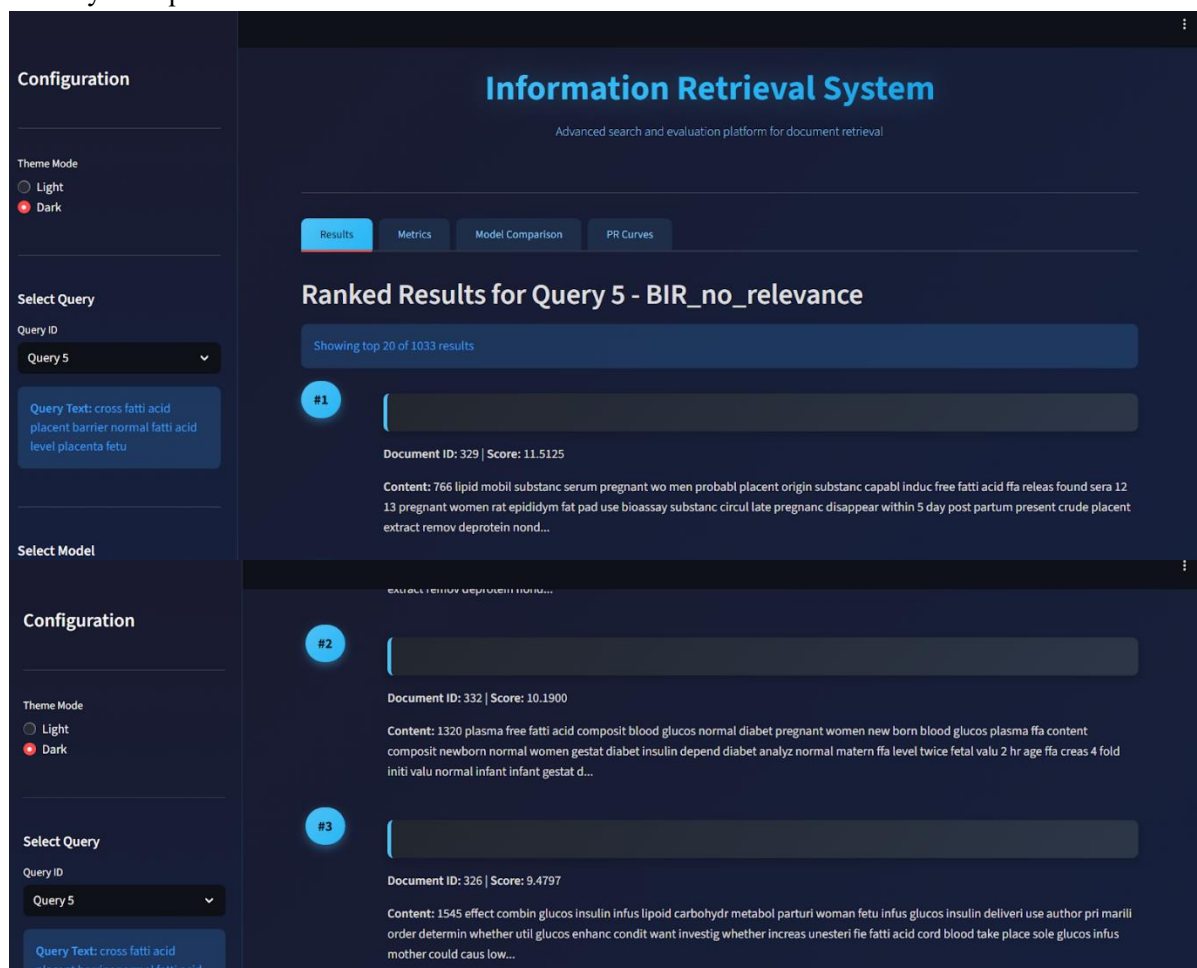 Configuration
Theme Mode
Light
Dark
Select Query
Query ID
Query 5
Query Text: cross fatti acid
placent barrier normal fatti acid
level placenta fetu
Select Model
Information Retrieval System
Advanced search and evaluation platform for document retrieval
Results Metrics Model Comparison PR Curves
Ranked Results for Query 5 - BIR_no_relevance
Showing top 20 of 1033 results
#1
Document ID: 329 | Score: 11.5125
Content: 766 lipid mobil substanc serum pregnant wo men probabl placent origin substanc capabl induc free fatti acid ffa releas found sera 12
13 pregnant women rat epididym fat pad use bioassay substanc circul late pregnanc disappear within 5 day post partum present crude placent
extract remov deprotein nond...
Configuration
Theme Mode
Light
Dark
Select Query
Query ID
Query 5
Query Text: cross fatti acid
extract remov deprotein nond...
#2
Document ID: 332 | Score: 10.1900
Content: 1320 plasma free fatti acid composit blood glucos normal diabet pregnant women new born blood glucos plasma ffa content
composit newborn normal women gestat diabet insulin depend diabet analyz normal matern ffa level twice fetal valu 2 hr age ffa creas 4 fold
initi valu normal infant infant gestat d...
#3
Document ID: 326 | Score: 9.4797
Content: 1545 effect combin glucos insulin infus lipoid carbohydr metabol parturi woman fetu infus glucos insulin deliveri use author pri marili
order determin whether util glucos enhanc condit want investig whether increas unesteri fie fatti acid cord blood take place sole glucos infus
mother could caus low...